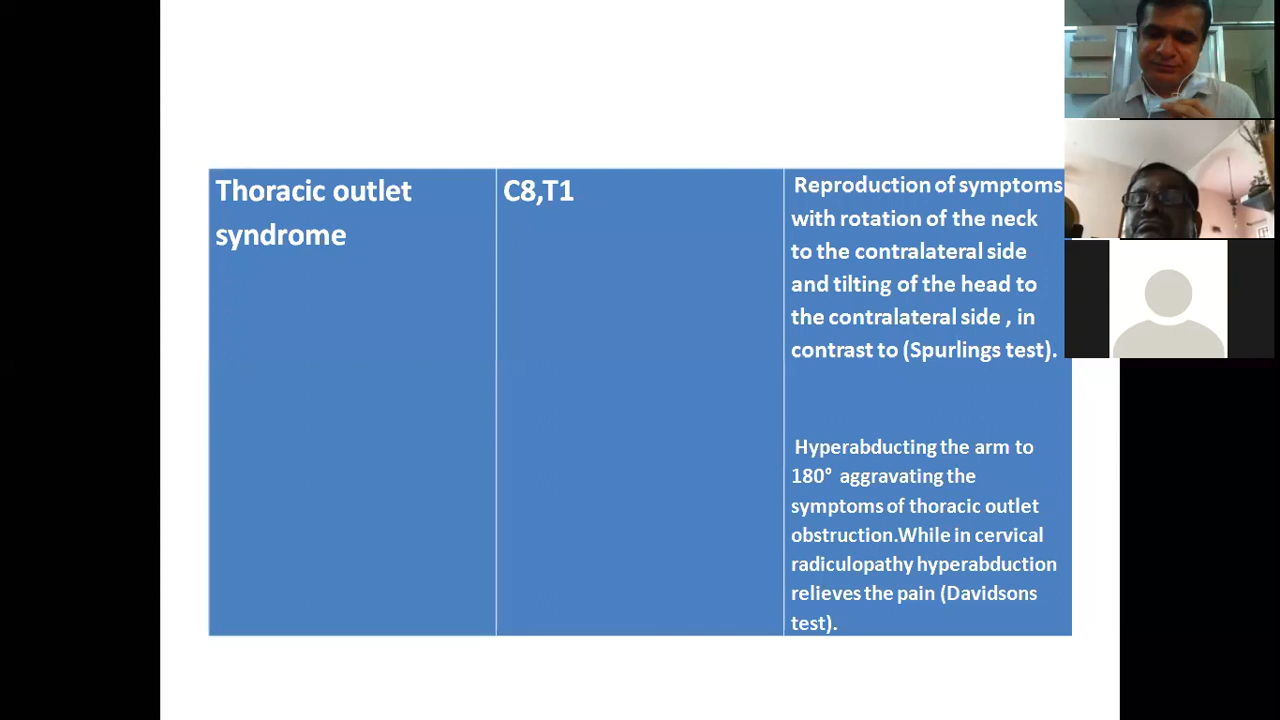 Thoracic outlet
syndrome
C8,T1
Reproduction of symptoms
with rotation of the neck
to the contralateral side
and tilting of the head to
the contralateral side , in
contrast to (Spurlings test).
Hyperabducting the arm to
180° aggravating the
symptoms of thoracic outlet
obstruction.While in cervical
radiculopathy hyperabduction
relieves the pain (Davidsons
test).